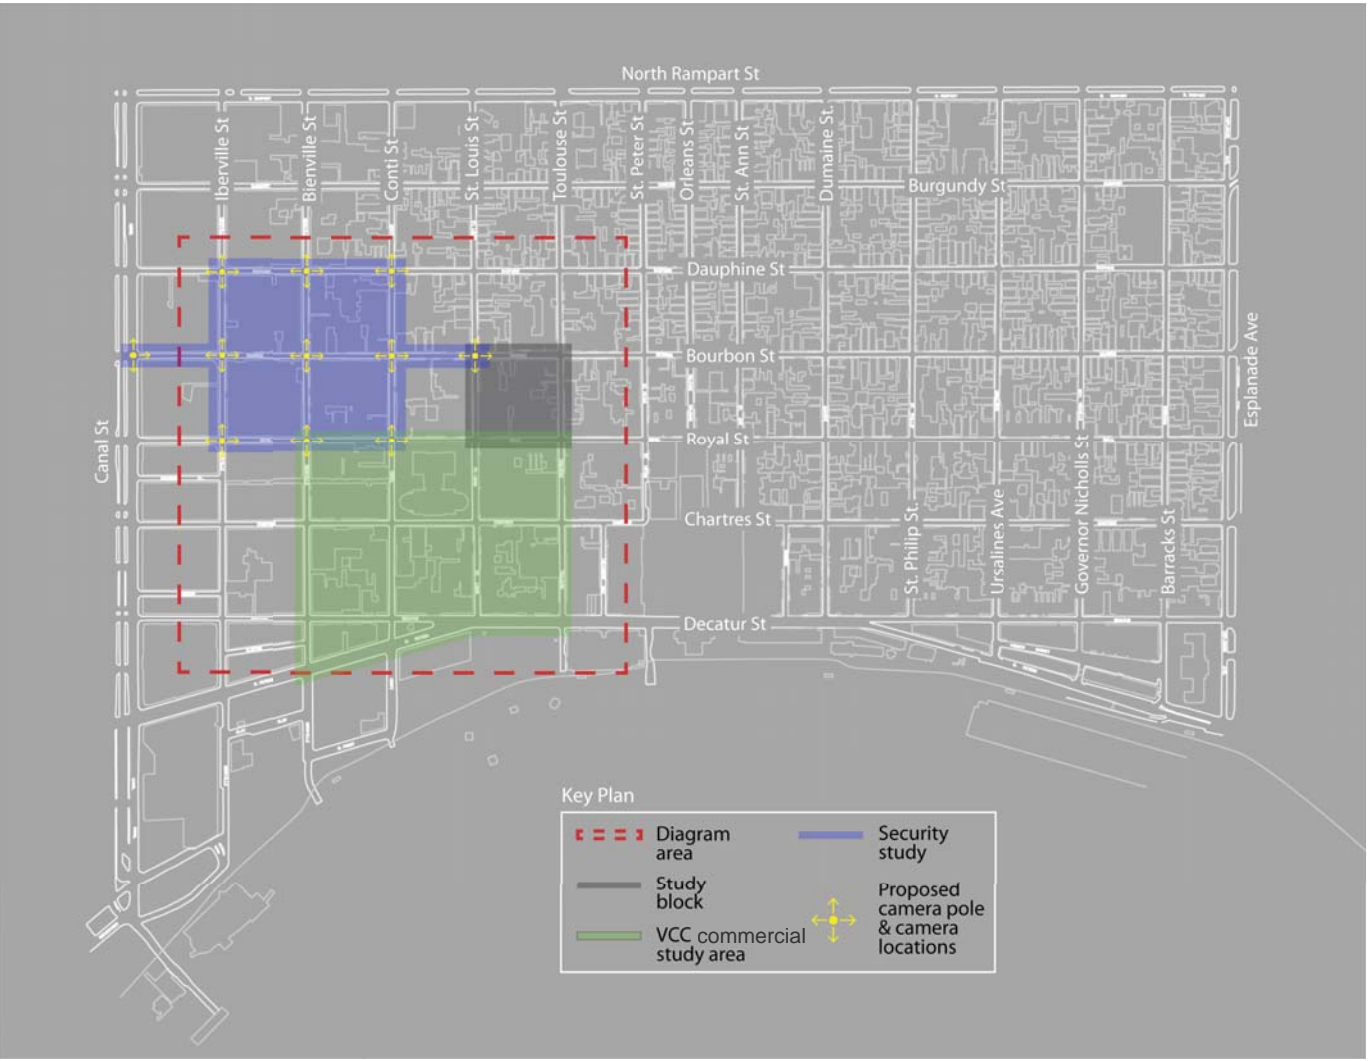 North Rampart St
Iberville St
Bienville St
Conti St
St. Louis St
Toulouse St
St. Peter St
Orleans St
St. Ann St
Dumaine St.
Burgundy St
Dauphine St
Bourbon St
Esplanade Ave
Canal St
Royal St
Chartres St
St. Philip St.
Ursalines Ave
Governor Nicholls St
Barracks St
Decatur St
Key Plan
Diagram
area
Study
block
VCC commercial
study area
Security
study
Proposed
camera pole
& camera
locations